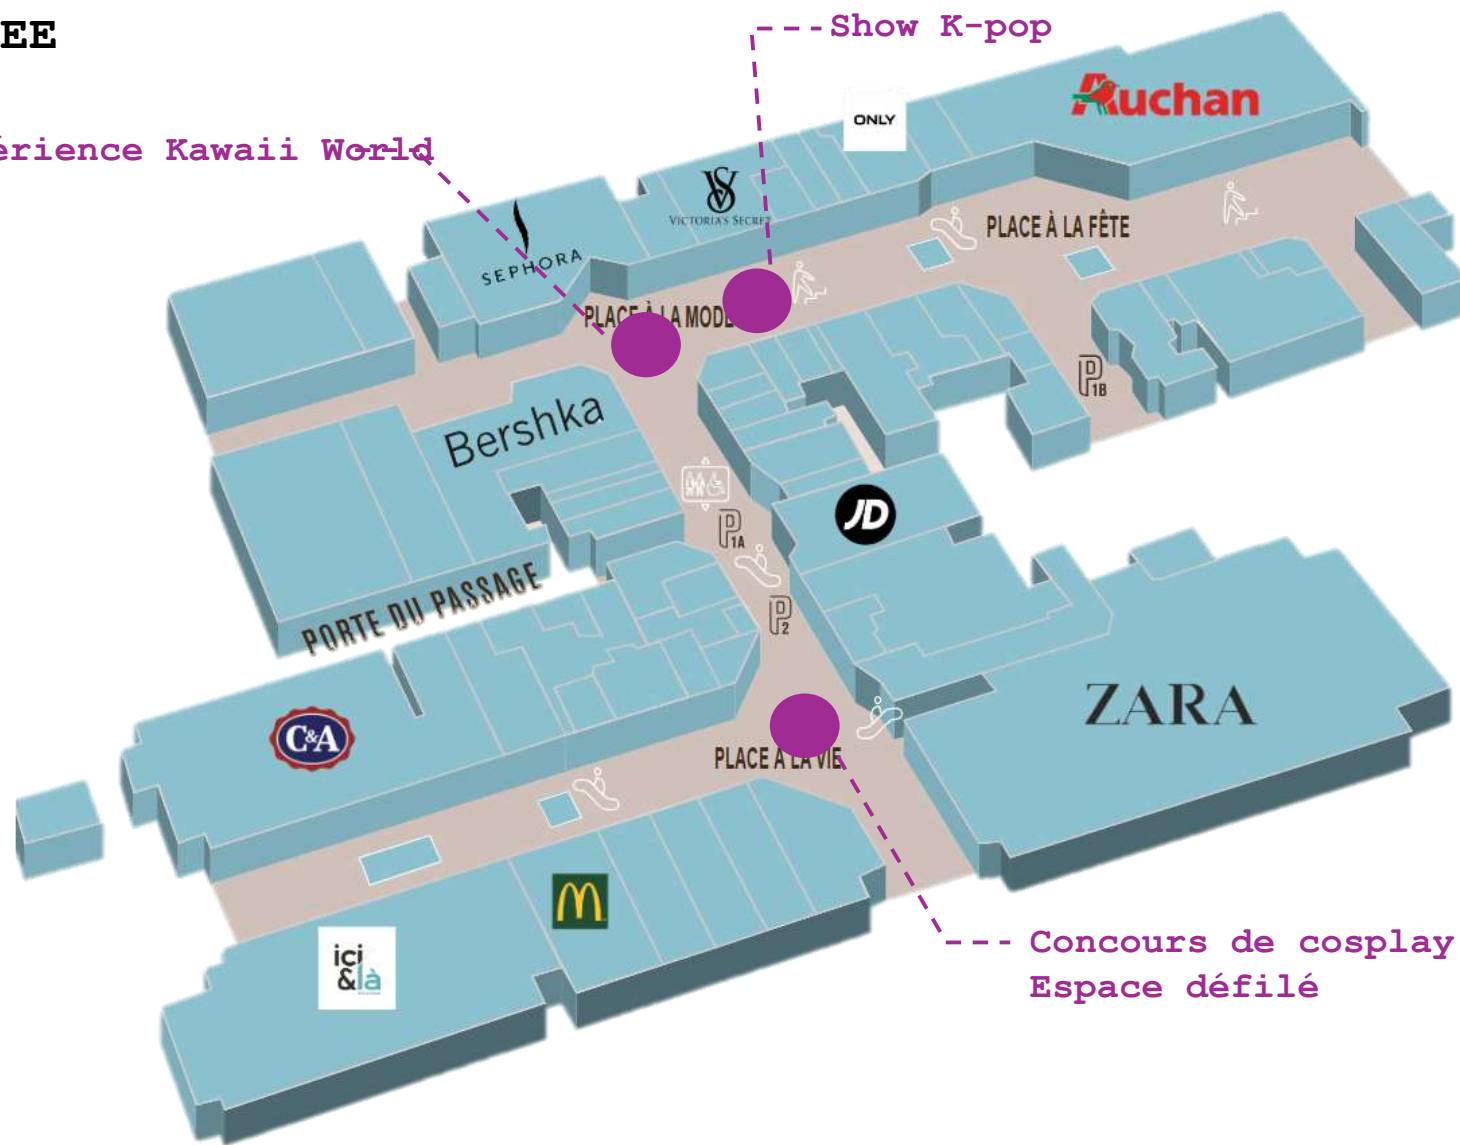 EE
Show K-pop
érience Kawaii World
Auchan
ONLY
VS
VICTORIA'S SECRET
SEPHORA
PLACE À LA FÊTE
PLACE À LA MODE
P1B
Bershka
JD
P1A
PORTE DU PASSAGE
P2
ZARA
C&A
PLACE À LA VIE
ici
&là
Concours de cosplay
Espace défilé